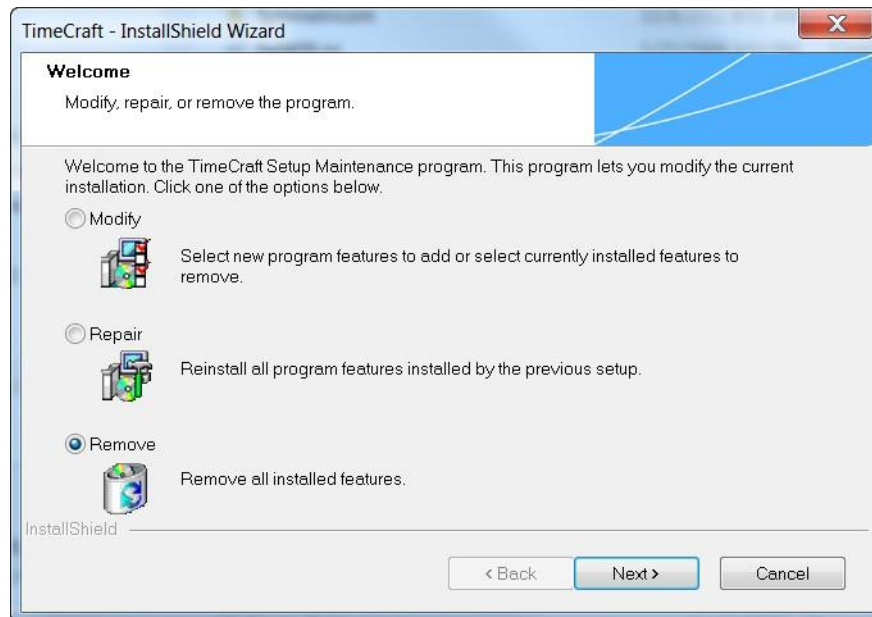 TimeCraft - InstallShield Wizard
Welcome
Modify, repair, or remove the program.
Welcome to the TimeCraft Setup Maintenance program. This program lets you modify the current
installation. Click one of the options below.
Modify
Select new program features to add or select currently installed features to
remove.
Repair
Reinstall all program features installed by the previous setup.
Remove
Remove all installed features.
InstallShield
< Back
Next >
Cancel